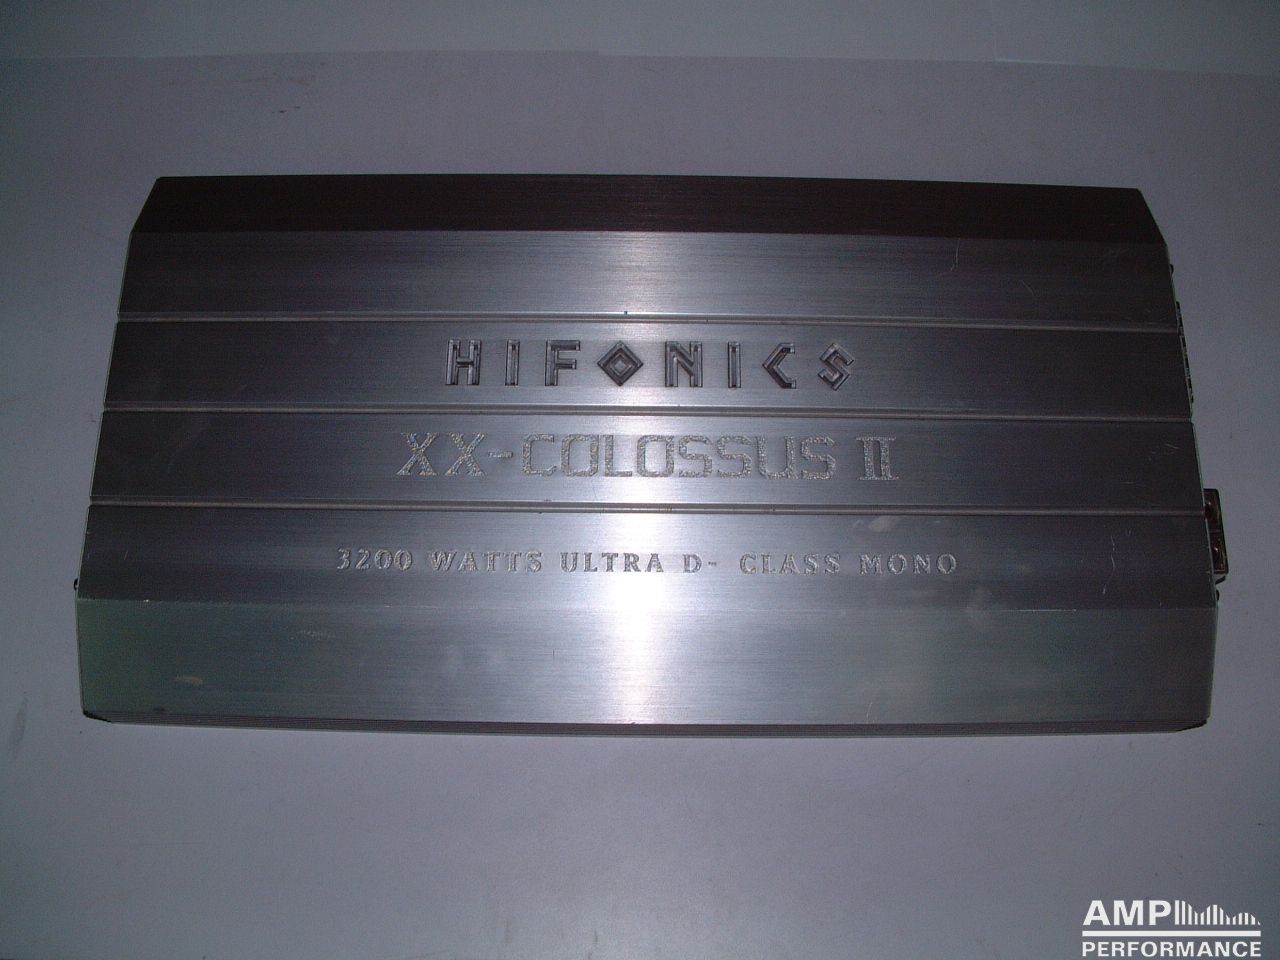 HIFONICS
XX-COLOSSUS II
3200 WATTS ULTRA D- CLASS MONO
AMP
PERFORMANCE